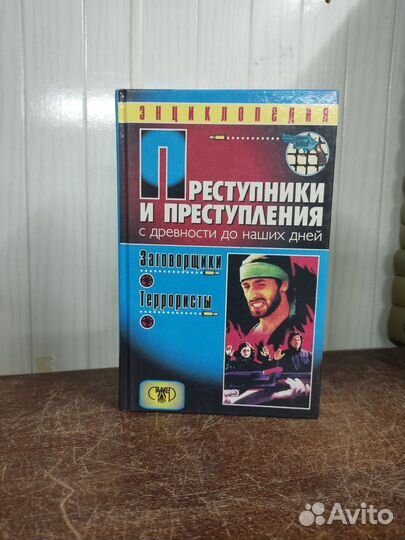 ЭНЦИКЛОПЕДИЯ
ПРЕСТУПНИКИ
И ПРЕСТУПЛЕНИЯ
С ДРЕВНОСТИ ДО НАШИХ ДНЕЙ
Заговорщики
Террористы
Avito